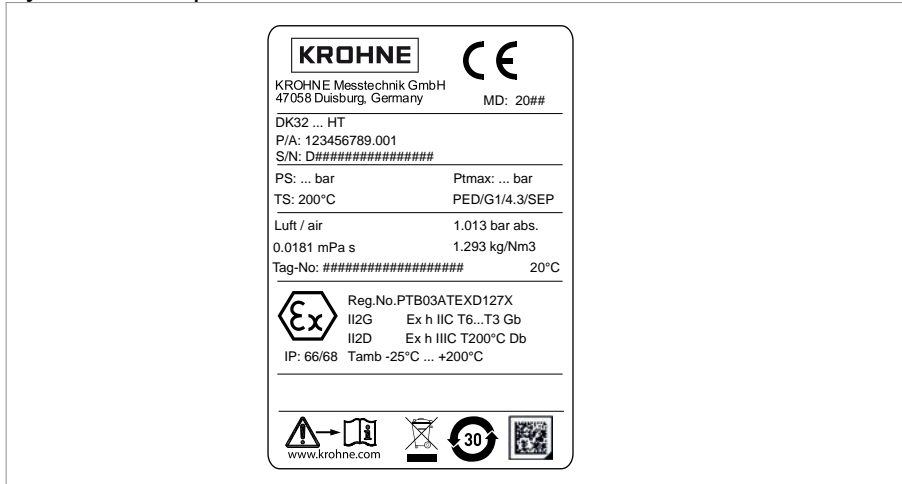 KROHNE CE
KROHNE Messtechnik GmbH
47058 Duisburg, Germany MD: 20##
DK32 ... HT
P/A: 123456789.001
S/N: D################
PS: ... bar Ptmax: ... bar
TS: 200°C PED/G1/4.3/SEP
Luft / air 1.013 bar abs.
0.0181 mPa s 1.293 kg/Nm3
Tag-No: ################### 20°C
Ex Reg.No.PTB03ATEXD127X
II2G Ex h IIC T6...T3 Gb
II2D Ex h IIIC T200°C Db
IP: 66/68 Tamb -25°C ... +200°C
30
www.krohne.com